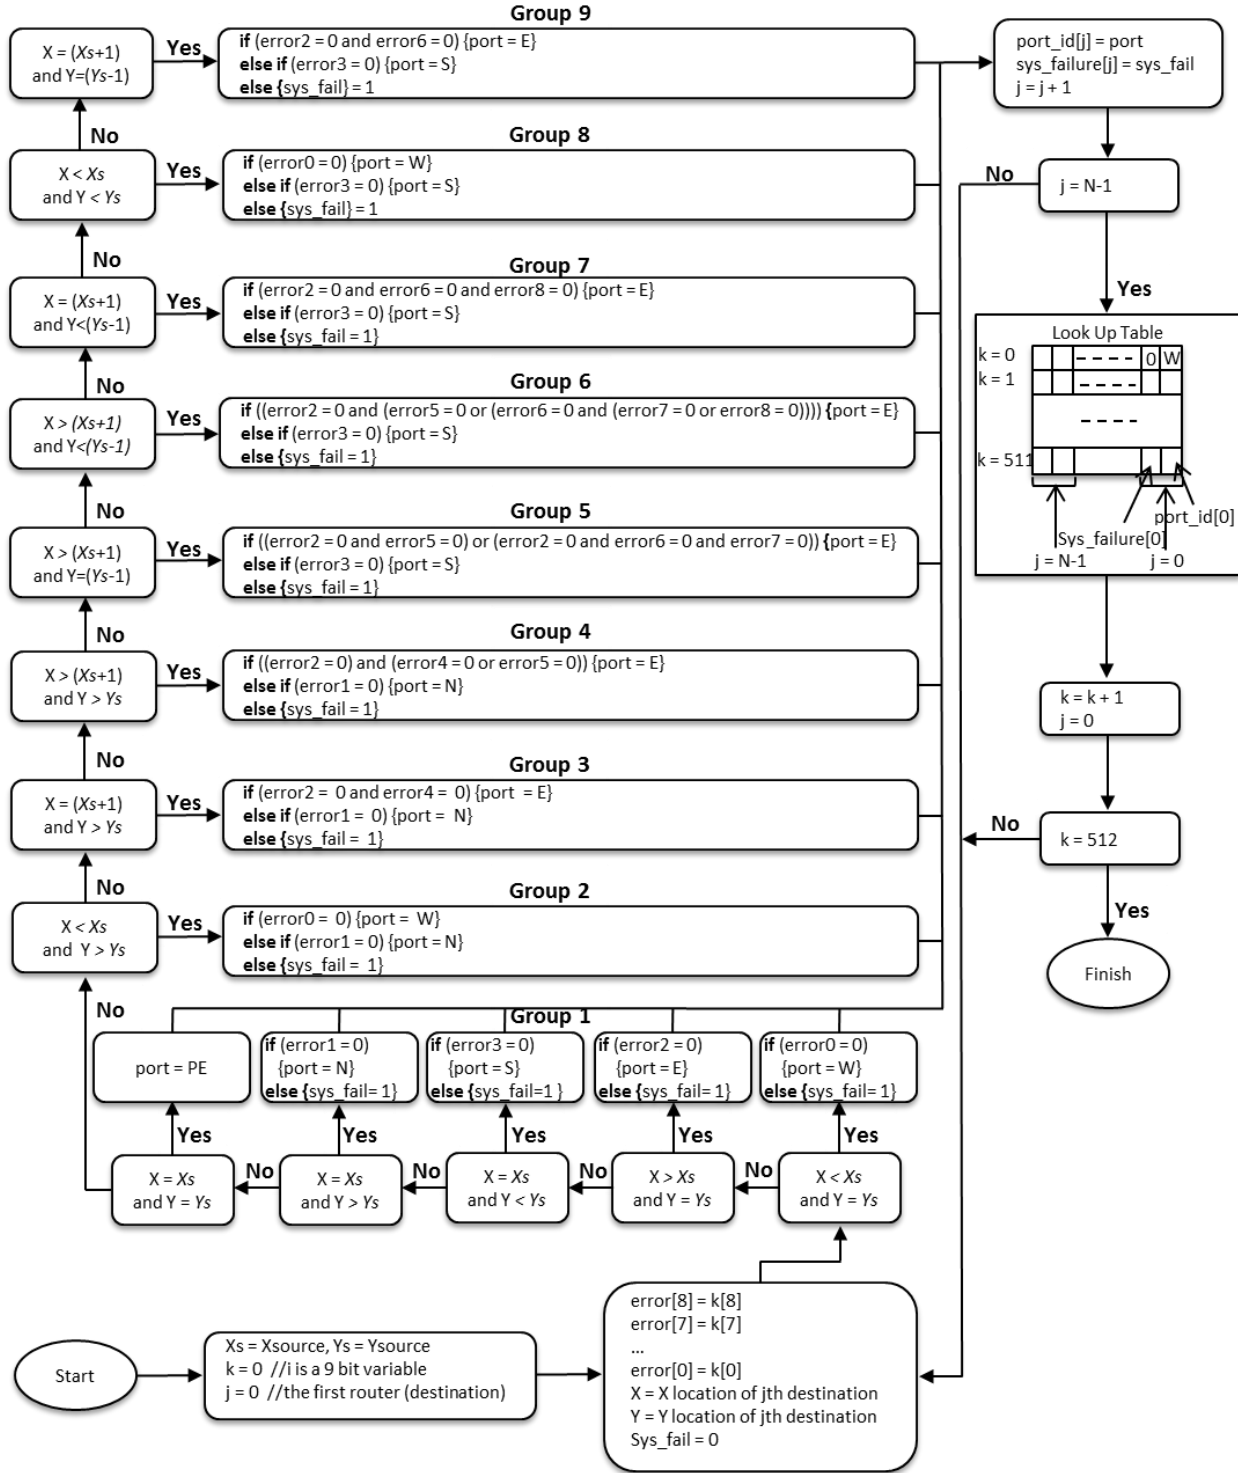 Group 9
X = (Xs+1)
and Y=(Ys-1)
Yes
if (error2 = 0 and error6 = 0) {port = E}
else if (error3 = 0) {port = S}
else {sys_fail} = 1
No
Group 8
X < Xs
and Y < Ys
Yes
if (error0 = 0) {port = W}
else if (error3 = 0) {port = S}
else {sys_fail} = 1
No
Group 7
X = (Xs+1)
and Y<(Ys-1)
Yes
if (error2 = 0 and error6 = 0 and error8 = 0) {port = E}
else if (error3 = 0) {port = S}
else {sys_fail = 1}
No
Group 6
X > (Xs+1)
and Y<(Ys-1)
Yes
if ((error2 = 0 and (error5 = 0 or (error6 = 0 and (error7 = 0 or error8 = 0)))) {port = E}
else if (error3 = 0) {port = S}
else {sys_fail = 1}
No
Group 5
X > (Xs+1)
and Y=(Ys-1)
Yes
if ((error2 = 0 and error5 = 0) or (error2 = 0 and error6 = 0 and error7 = 0)) {port = E}
else if (error3 = 0) {port = S}
else {sys_fail = 1}
No
Group 4
X > (Xs+1)
and Y > Ys
Yes
if ((error2 = 0) and (error4 = 0 or error5 = 0)) {port = E}
else if (error1 = 0) {port = N}
else {sys_fail = 1}
No
Group 3
X = (Xs+1)
and Y > Ys
Yes
if (error2 = 0 and error4 = 0) {port = E}
else if (error1 = 0) {port = N}
else {sys_fail = 1}
No
Group 2
X < Xs
and Y > Ys
Yes
if (error0 = 0) {port = W}
else if (error1 = 0) {port = N}
else {sys_fail = 1}
No
Group 1
port = PE
if (error1 = 0)
{port = N}
else {sys_fail= 1}
if (error3 = 0)
{port = S}
else {sys_fail=1 }
if (error2 = 0)
{port = E}
else {sys_fail = 1}
if (error0 = 0)
{port = W}
else {sys_fail = 1}
Yes
Yes
Yes
Yes
Yes
X = Xs
and Y = Ys
No
X = Xs
and Y > Ys
No
X = Xs
and Y < Ys
No
X > Xs
and Y = Ys
No
X < Xs
and Y = Ys
Start
Xs = Xsource, Ys = Ysource
k = 0 //i is a 9 bit variable
j = 0 //the first router (destination)
error[8] = k[8]
error[7] = k[7]
...
error[0] = k[0]
X = X location of jth destination
Y = Y location of jth destination
Sys_fail = 0
port_id[j] = port
sys_failure[j] = sys_fail
j = j + 1
No
j = N-1
Yes
Look Up Table
k = 0
0 W
k = 1
k = 511
port_id[0]
Sys_failure[0]
j = N-1
j = 0
k = k + 1
j = 0
No
k = 512
Yes
Finish